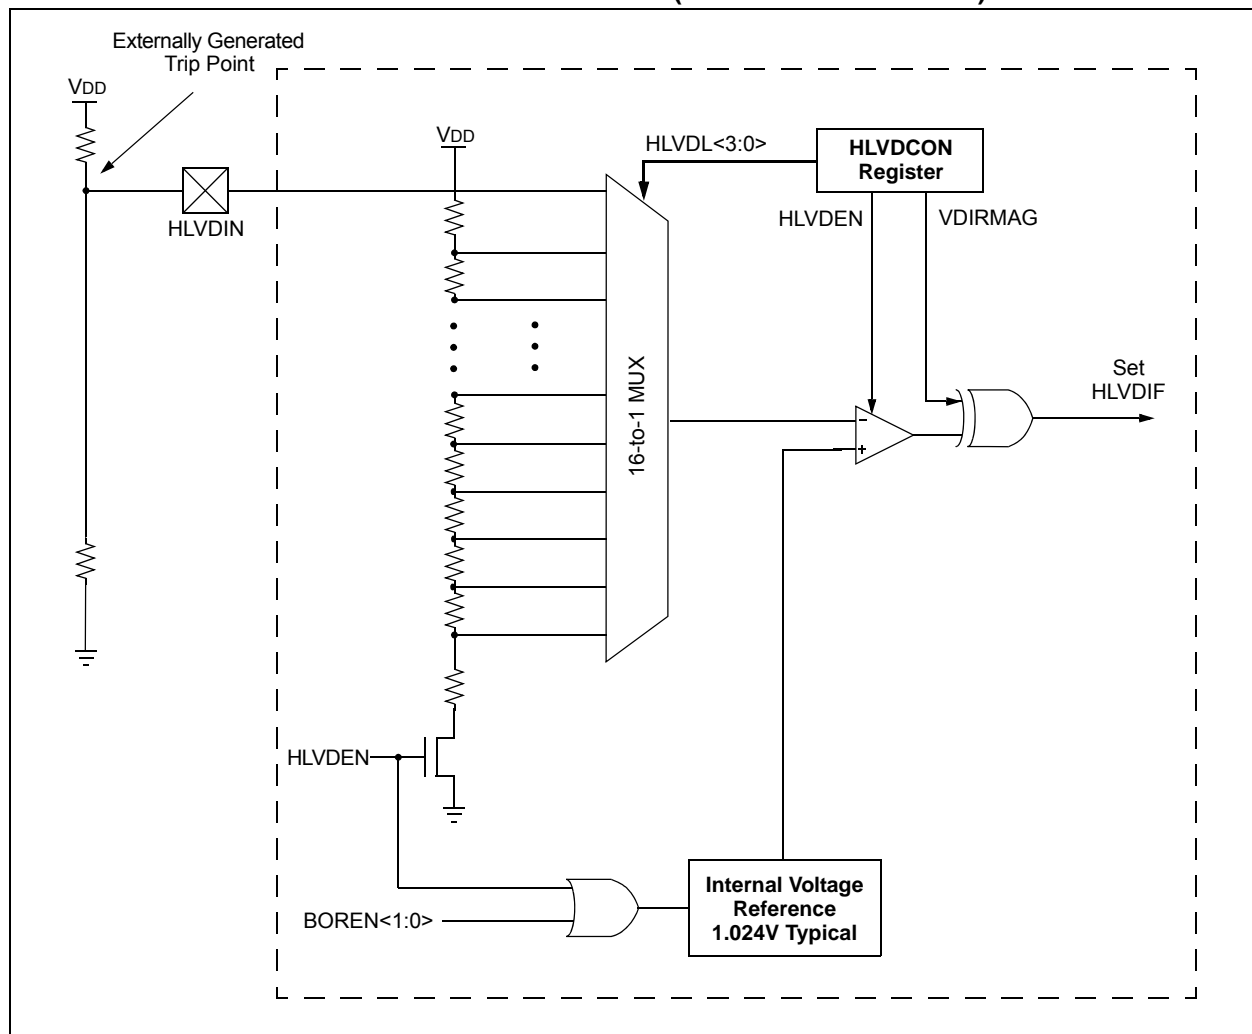 Externally Generated
Trip Point
VDD
VDD
HLVDIN
HLVDL<3:0>
HLVDCON
Register
HLVDEN
VDIRMAG
16-to-1 MUX
−
+
Set
HLVDIF
HLVDEN
BOREN<1:0>
Internal Voltage
Reference
1.024V Typical